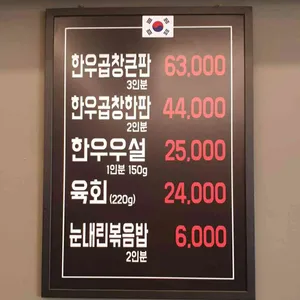 한우곱창큰판 63,000
3인분
한우곱창한판 44,000
2인분
한우우설 25,000
1인분 150g
육회 (220g) 24,000
눈내린볶음밥 6,000
2인분